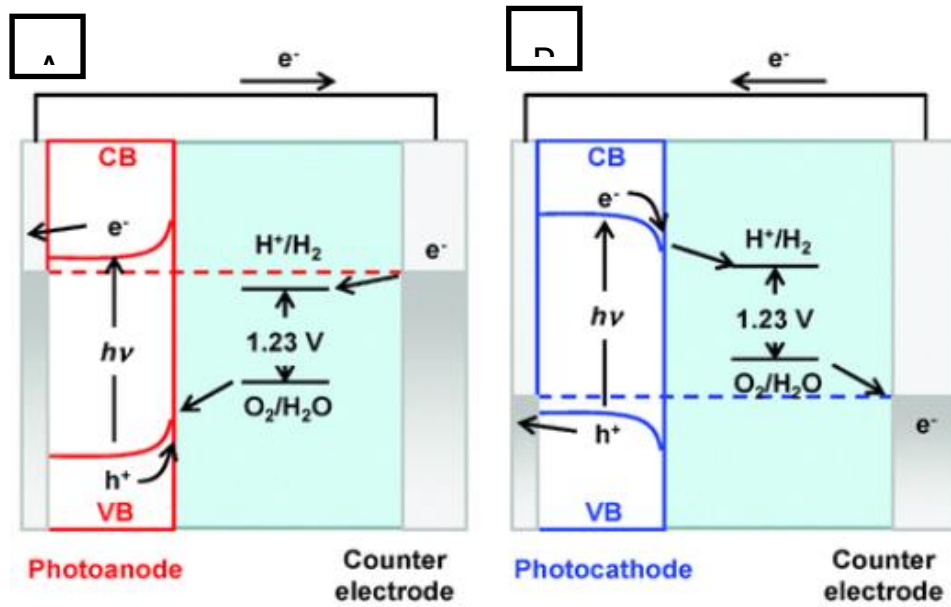 e⁻
CB
e⁻
H⁺/H₂
e⁻
hν
1.23 V
O₂/H₂O
h⁺
VB
Photoanode
Counter
electrode
e⁻
CB
e⁻
H⁺/H₂
hν
1.23 V
O₂/H₂O
h⁺
e⁻
VB
Photocathode
Counter
electrode